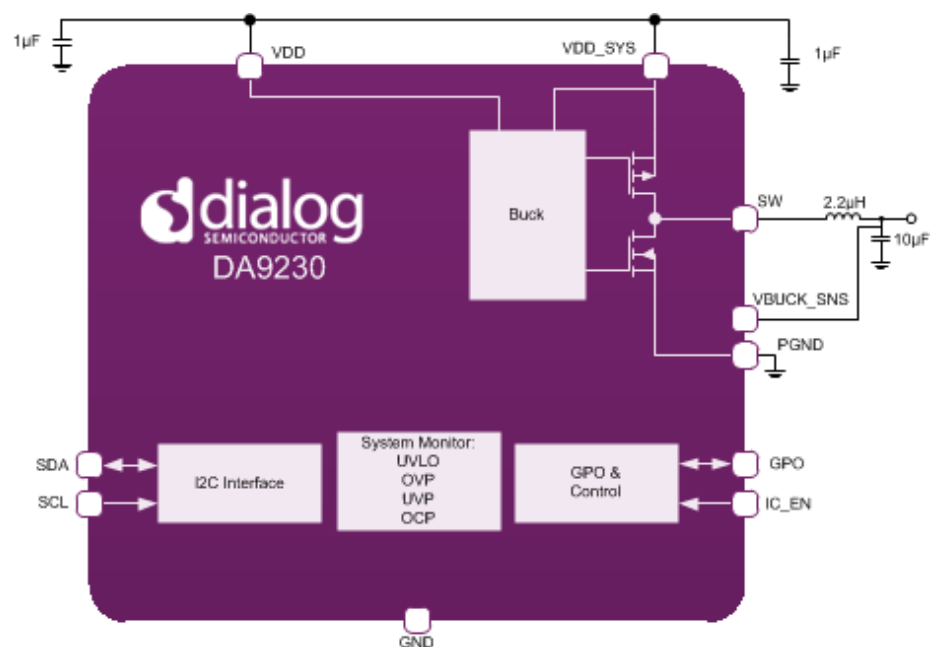 1µF
VDD
VDD_SYS
1µF
dialog
SEMICONDUCTOR
DA9230
Buck
SW
2.2µH
10µF
VBUCK_SNS
PGND
SDA
SCL
I2C Interface
System Monitor:
UVLO
OVP
UVP
OCP
GPO &
Control
GPO
IC_EN
GND